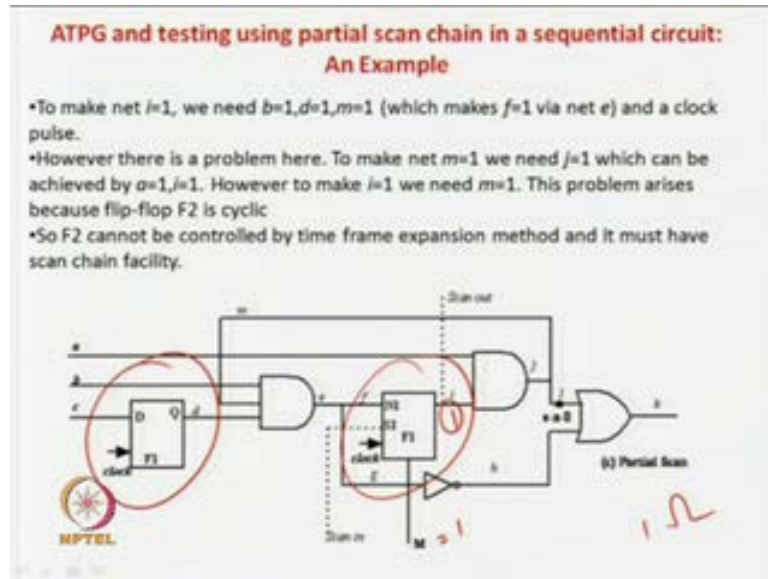 ATPG and testing using partial scan chain in a sequential circuit:
An Example
•To make net i=1, we need b=1,d=1,m=1 (which makes f=1 via net e) and a clock
pulse.
•However there is a problem here. To make net m=1 we need j=1 which can be
achieved by a=1,i=1. However to make i=1 we need m=1. This problem arises
because flip-flop F2 is cyclic
•So F2 cannot be controlled by time frame expansion method and it must have
scan chain facility.
Scan out
m
a
b
c
D Q d
F1
clock
e
f
i
j
F1
clock
g
h
s-a-0
k
(c) Partial Scan
Scan in
M = 1
1
NPTEL